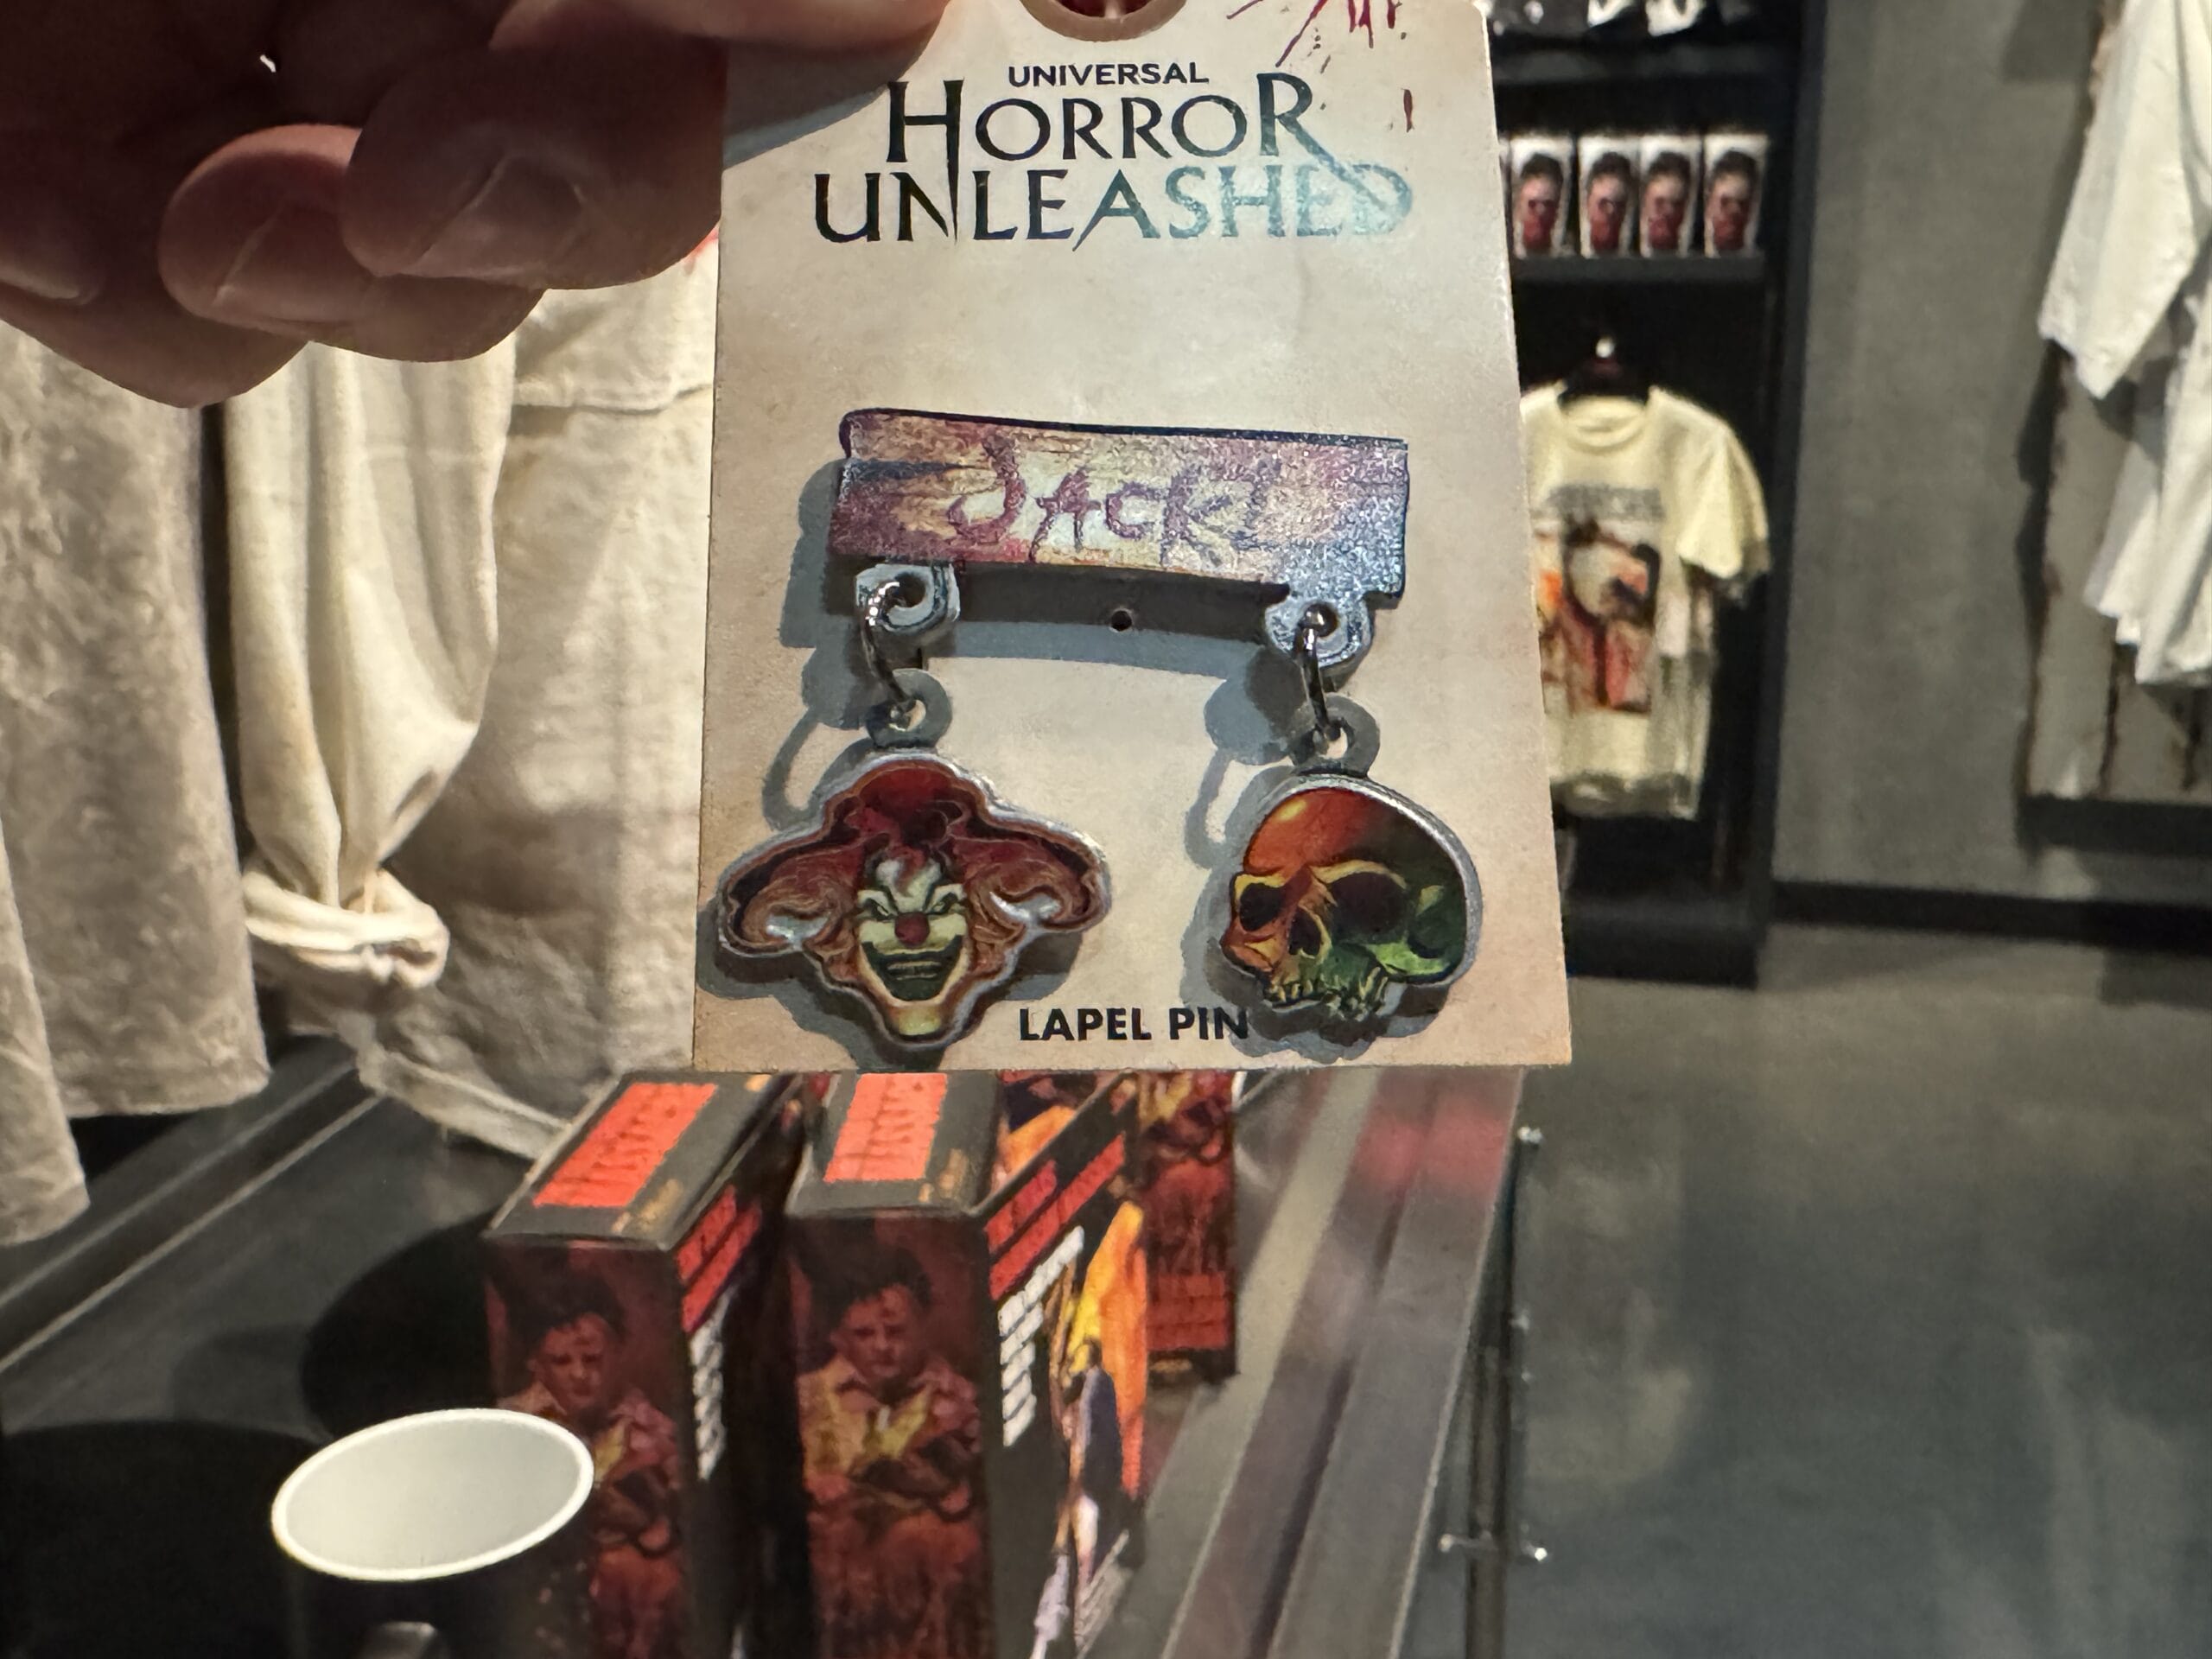 UNIVERSAL
HORROR
UNLEASHED
JACK
LAPEL PIN